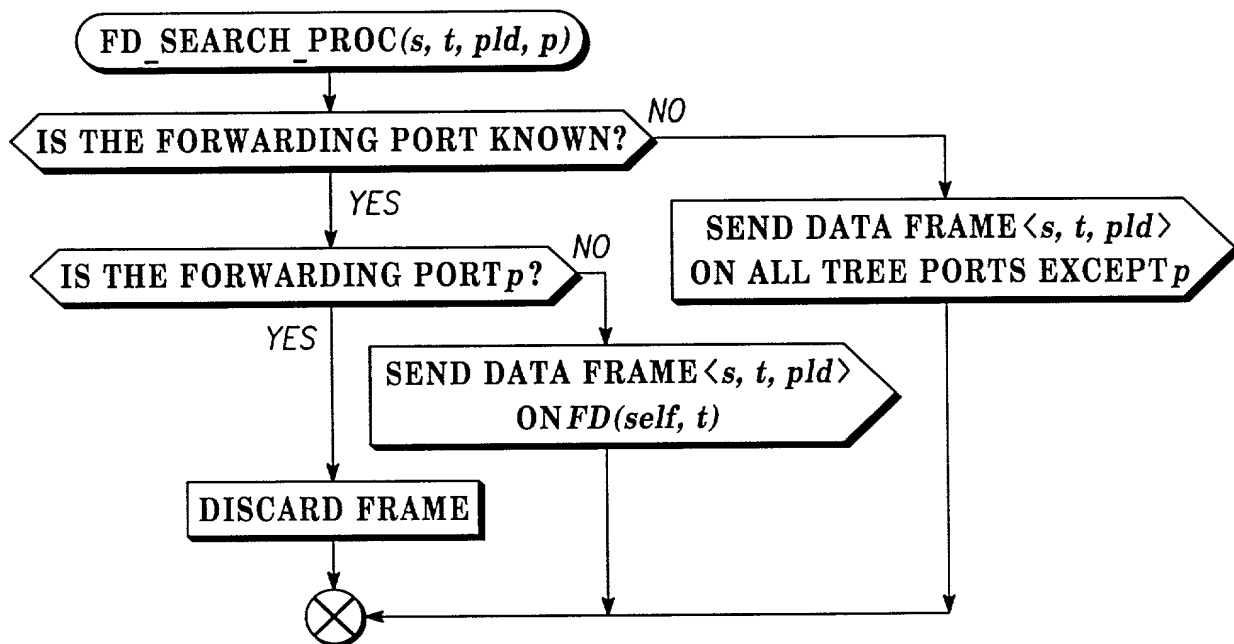 FD_SEARCH_PROC(s, t, pld, p)
IS THE FORWARDING PORT KNOWN?
NO
YES
SEND DATA FRAME <s, t, pld>
ON ALL TREE PORTS EXCEPT p
IS THE FORWARDING PORT p?
NO
YES
SEND DATA FRAME <s, t, pld>
ON FD(self, t)
DISCARD FRAME